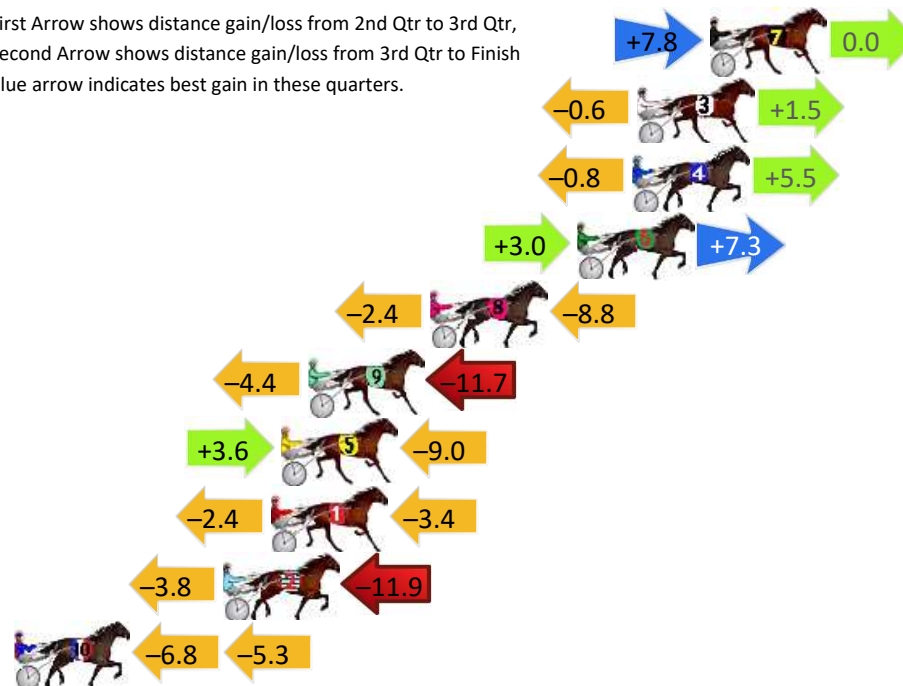 irst Arrow shows distance gain/loss from 2nd Qtr to 3rd Qtr,
econd Arrow shows distance gain/loss from 3rd Qtr to Finish
lue arrow indicates best gain in these quarters.
+7.8 7 0.0
−0.6 3 +1.5
−0.8 4 +5.5
+3.0 +7.3
−2.4 8 −8.8
−4.4 9 −11.7
+3.6 5 −9.0
−2.4 1 −3.4
−3.8 2 −11.9
10 −6.8 −5.3